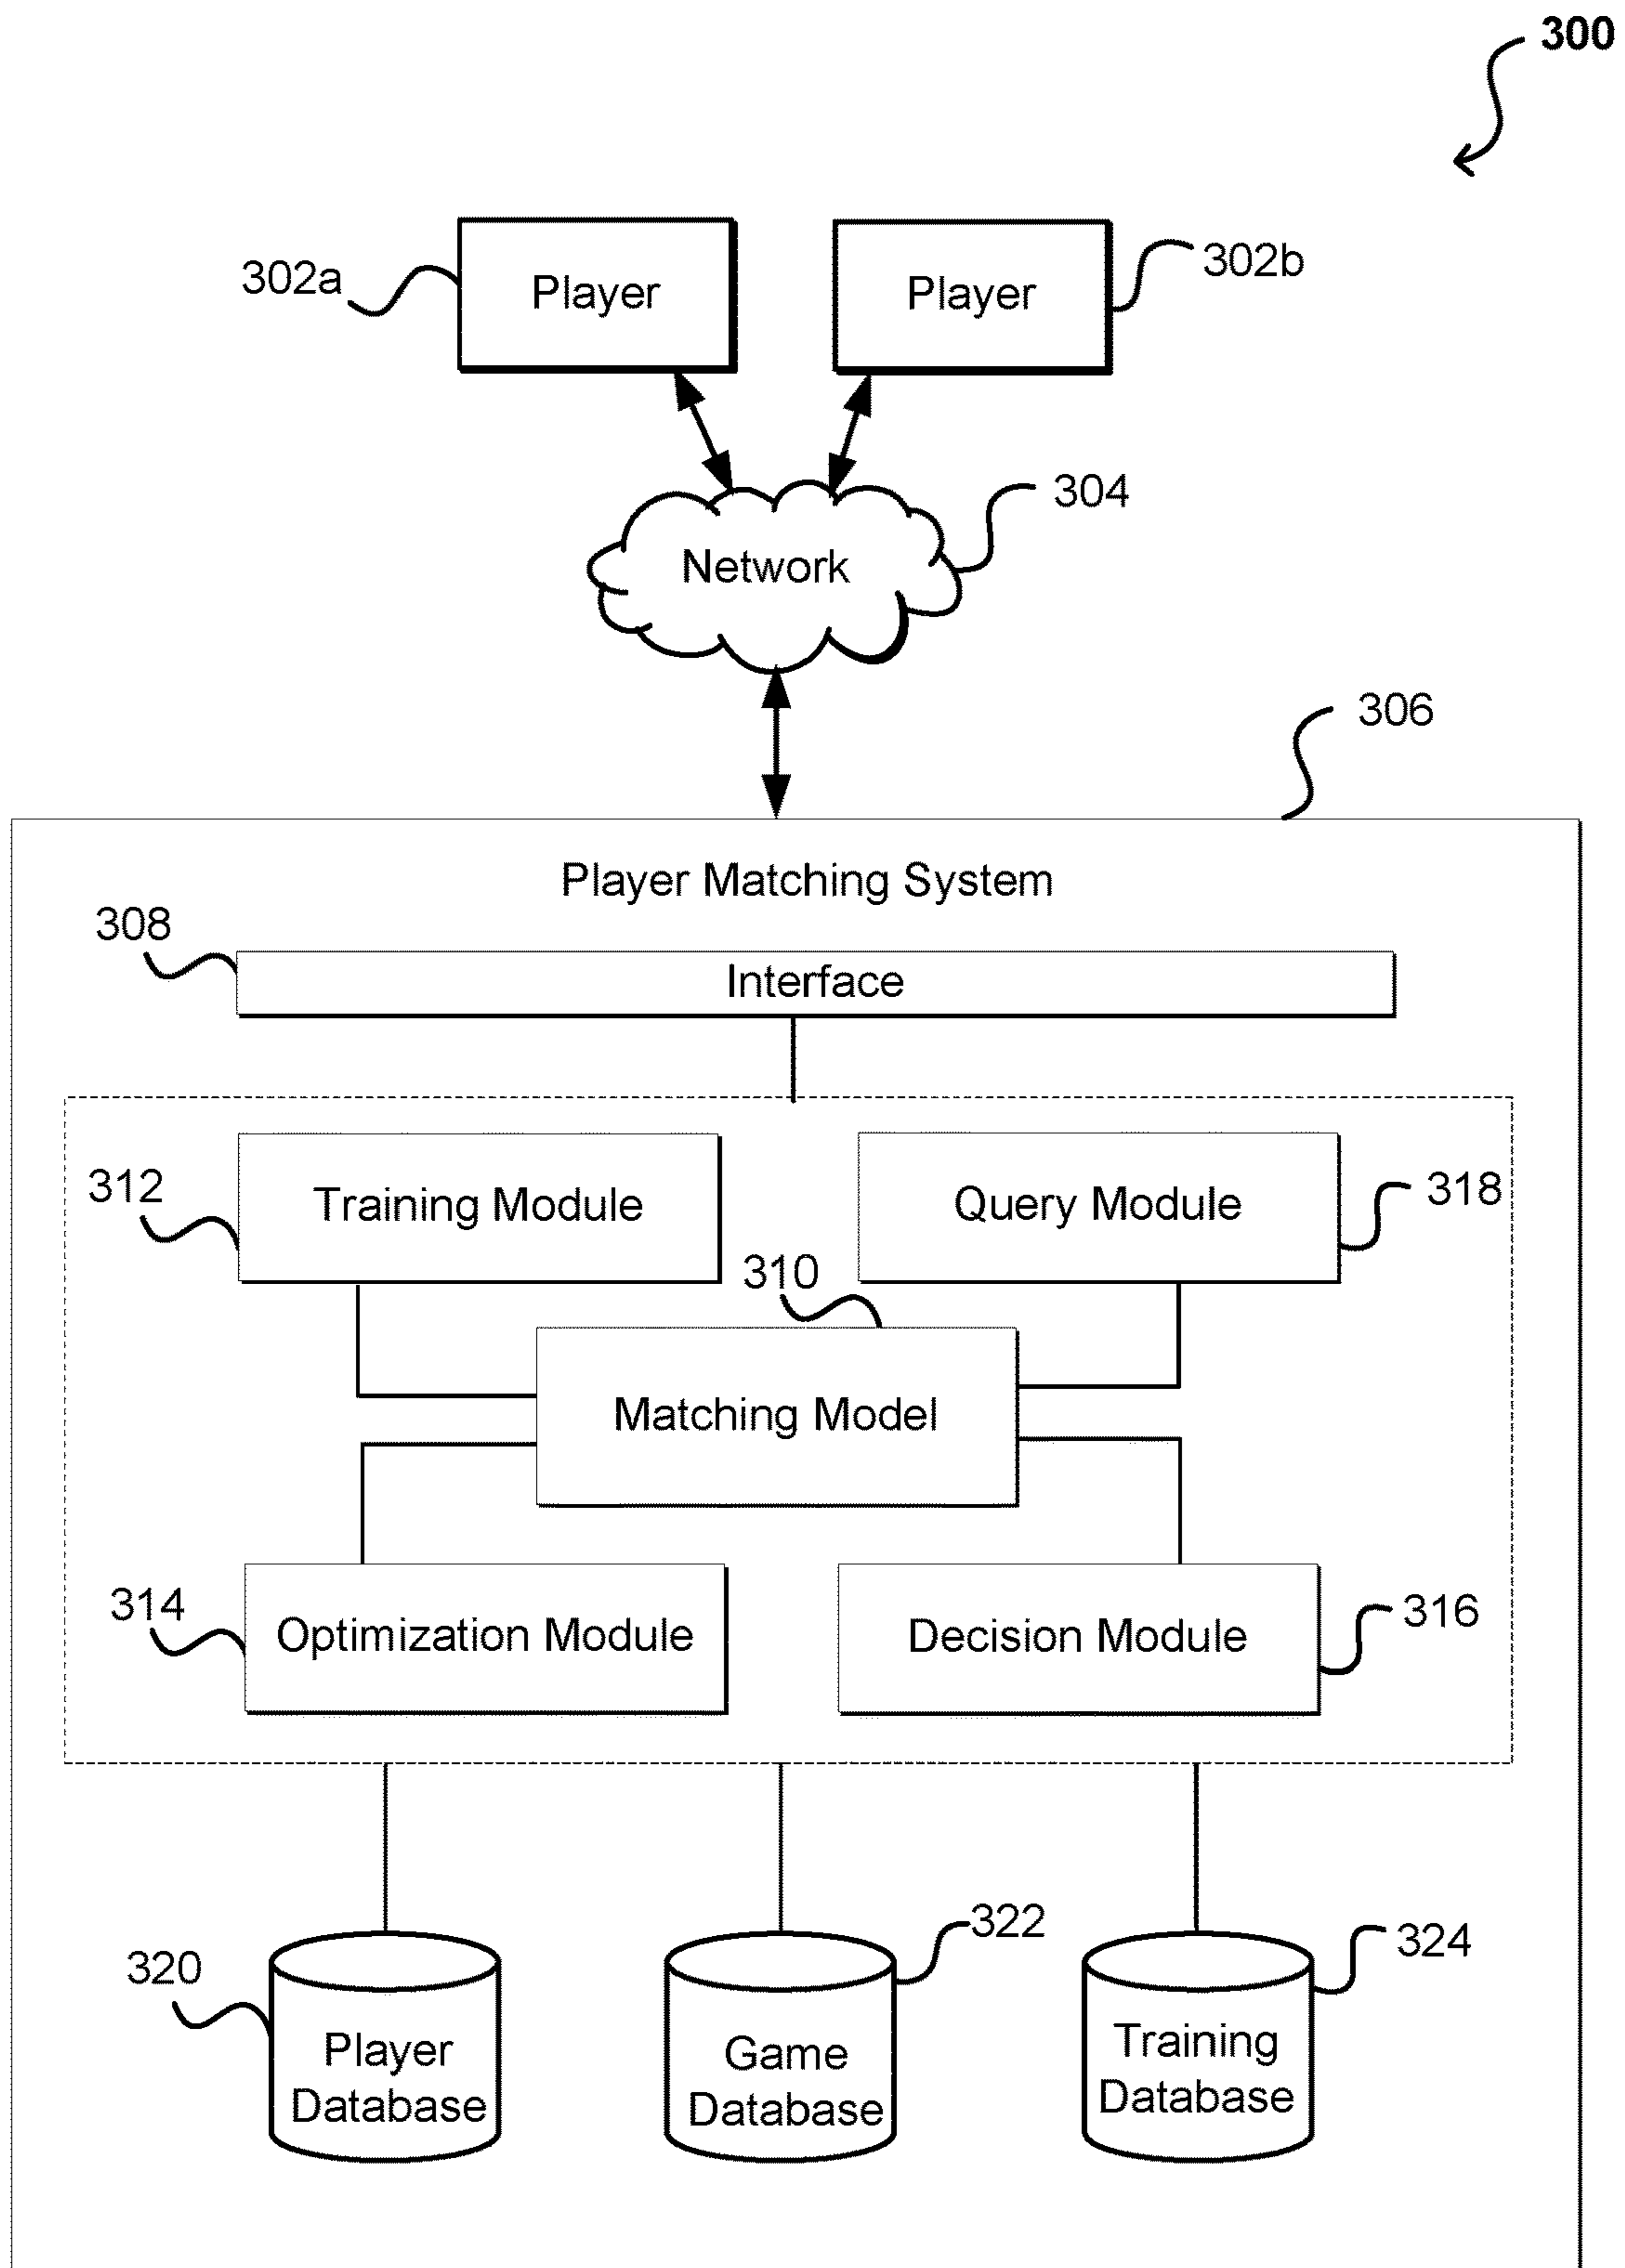 300
302a
Player
Player
302b
304
Network
306
Player Matching System
308
Interface
312
Training Module
Query Module
318
310
Matching Model
314
Optimization Module
Decision Module
316
320
Player
Database
322
Game
Database
324
Training
Database